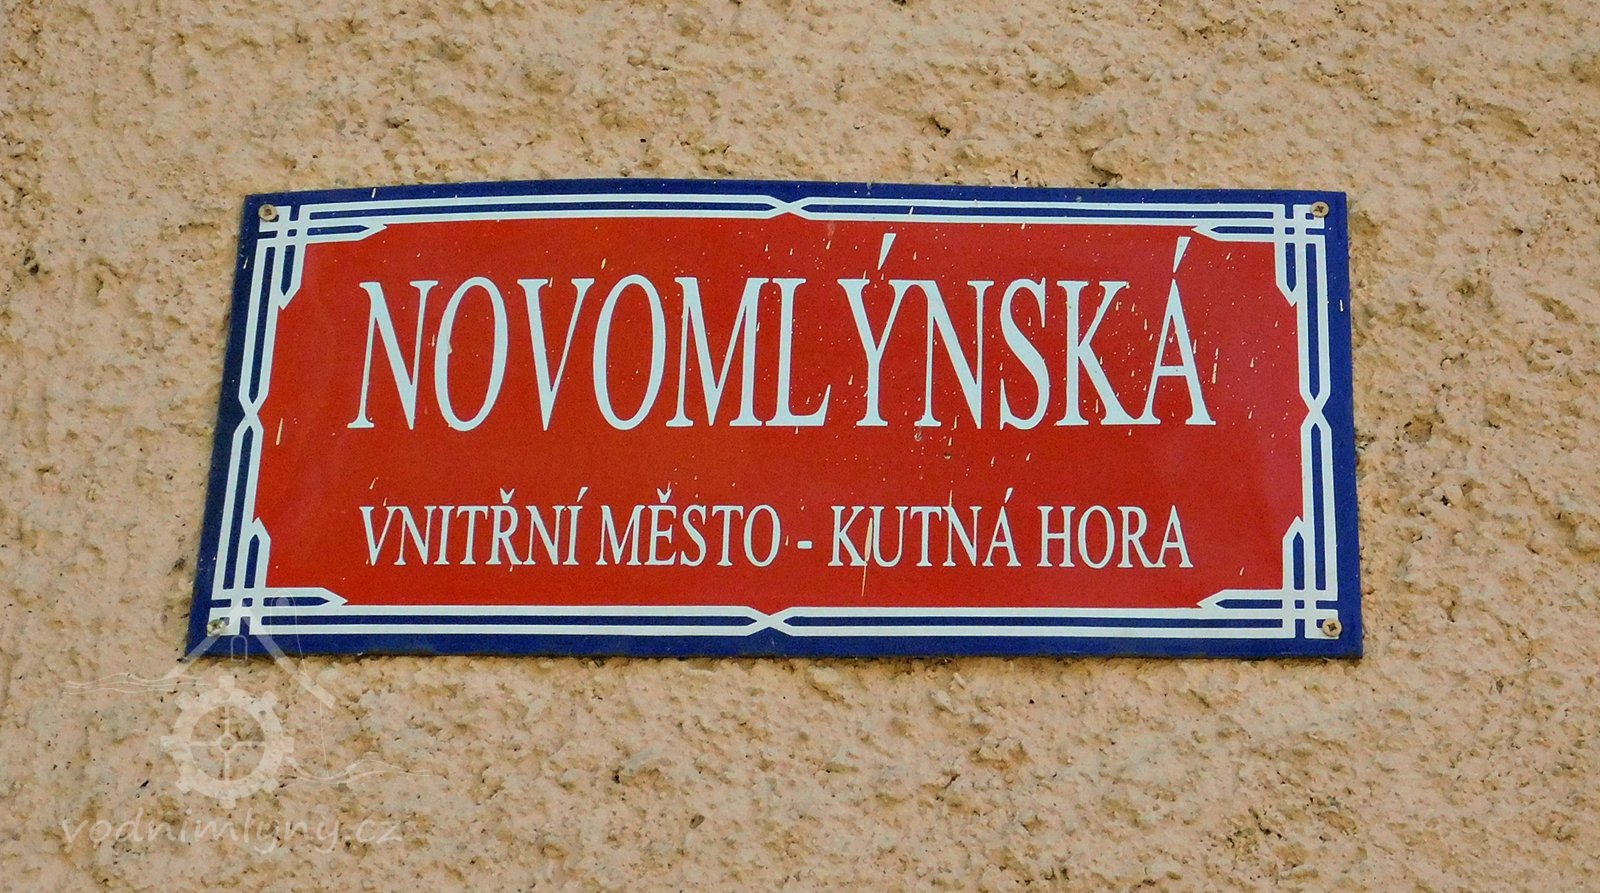 NOVOMLÝNSKÁ
VNITŘNÍ MĚSTO - KUTNÁ HORA
vodnimlyny.cz